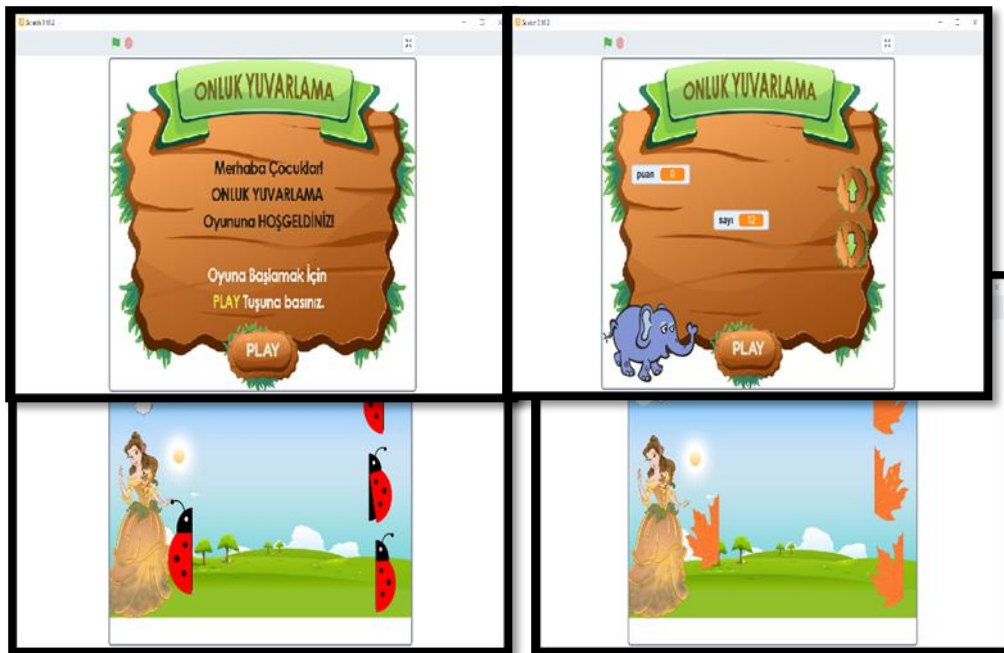 ONLUK YUVARLAMA
Merhaba Çocuklar!
ONLUK YUVARLAMA
Oyununa HOŞGELDİNİZ!
Oyuna Başlamak İçin
PLAY Tuşuna basınız.
PLAY
ONLUK YUVARLAMA
puan 0
sayı 12
PLAY